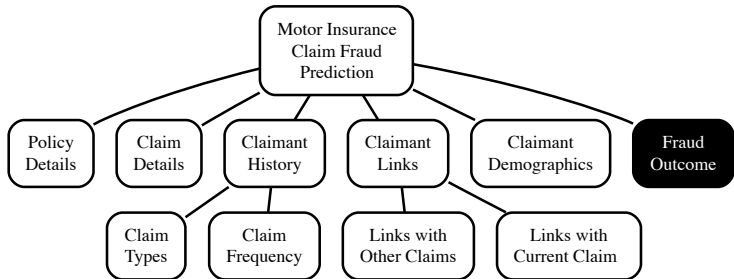 Motor Insurance
Claim Fraud
Prediction
Policy
Details
Claim
Details
Claimant
History
Claimant
Links
Claimant
Demographics
Fraud
Outcome
Claim
Types
Claim
Frequency
Links with
Other Claims
Links with
Current Claim